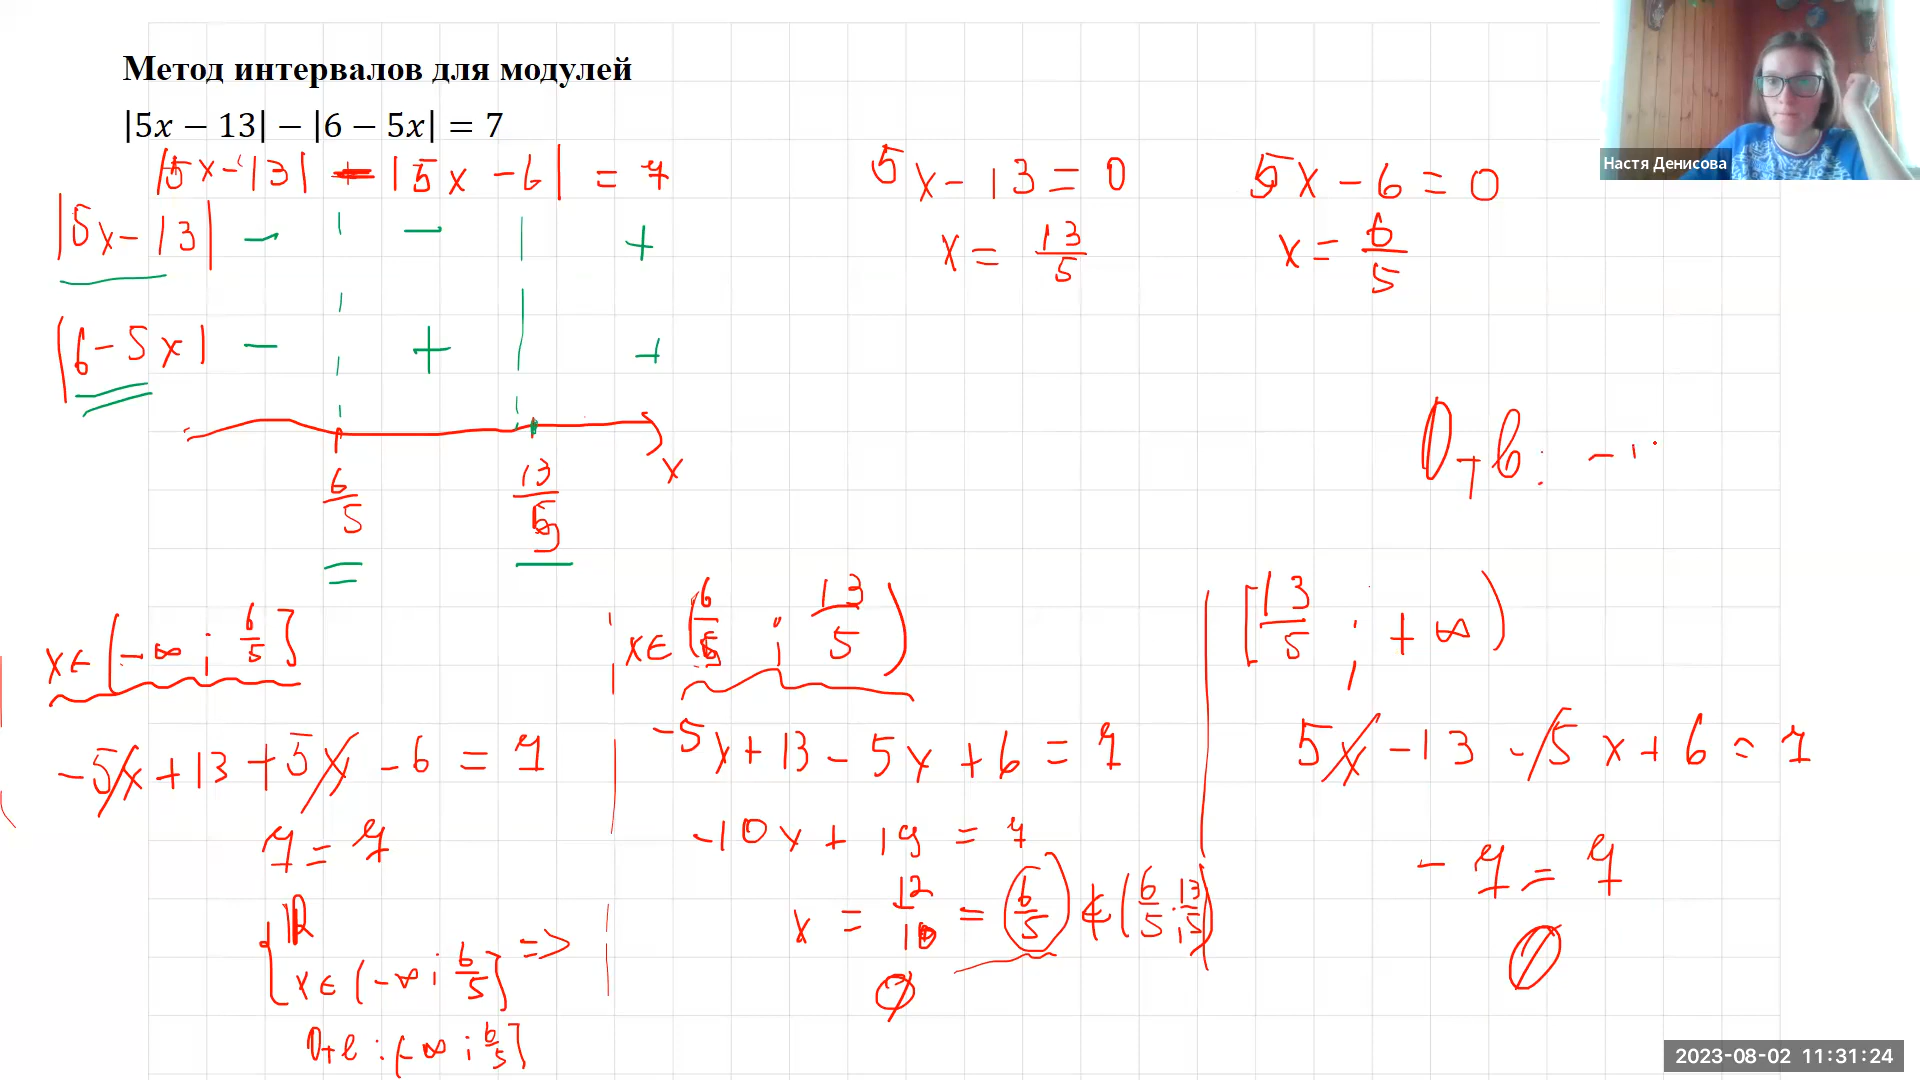 Метод интервалов для модулей
|5x − 13| − |6 − 5x| = 7
|5x-13| - |5x-6| = 7
5x-13=0
5x-6=0
x = 13/5
x = 6/5
|5x-13| - - +
|6-5x| - + +
x
6/5 13/5
Отв: -
x∈(-∞; 6/5]
x∈(6/5; 13/5)
[13/5; +∞)
-5x+13+5x-6=7
7=7
R
x∈(-∞; 6/5] =>
Отв: (-∞; 6/5]
-5x+13-5x+6=7
-10x+19=7
x = 12/10 = 6/5 ∉ (6/5; 13/5)
∅
5x-13-5x+6=7
-7=7
∅
Настя Денисова
2023-08-02 11:31:24